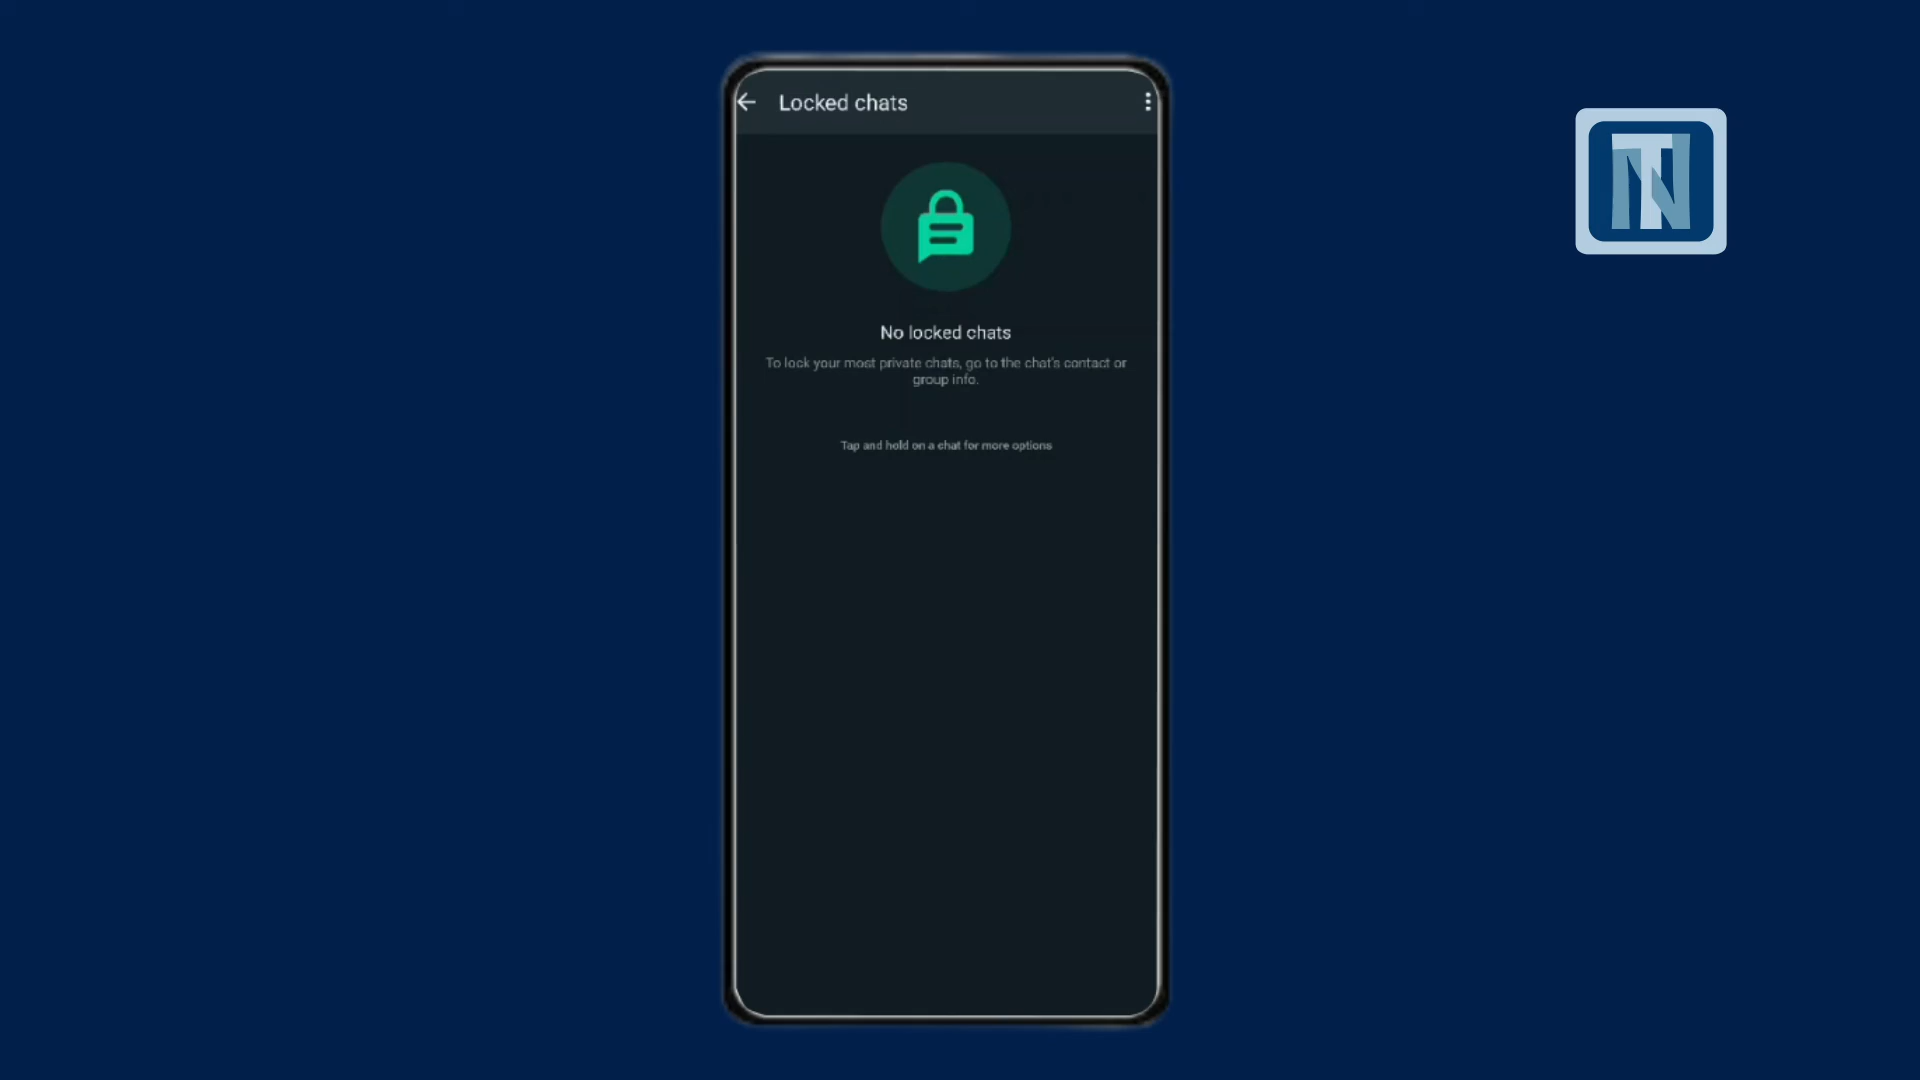 Locked chats
TN
No locked chats
To lock your most private chats, go to the chat's contact or
group info.
Tap and hold on a chat for more options